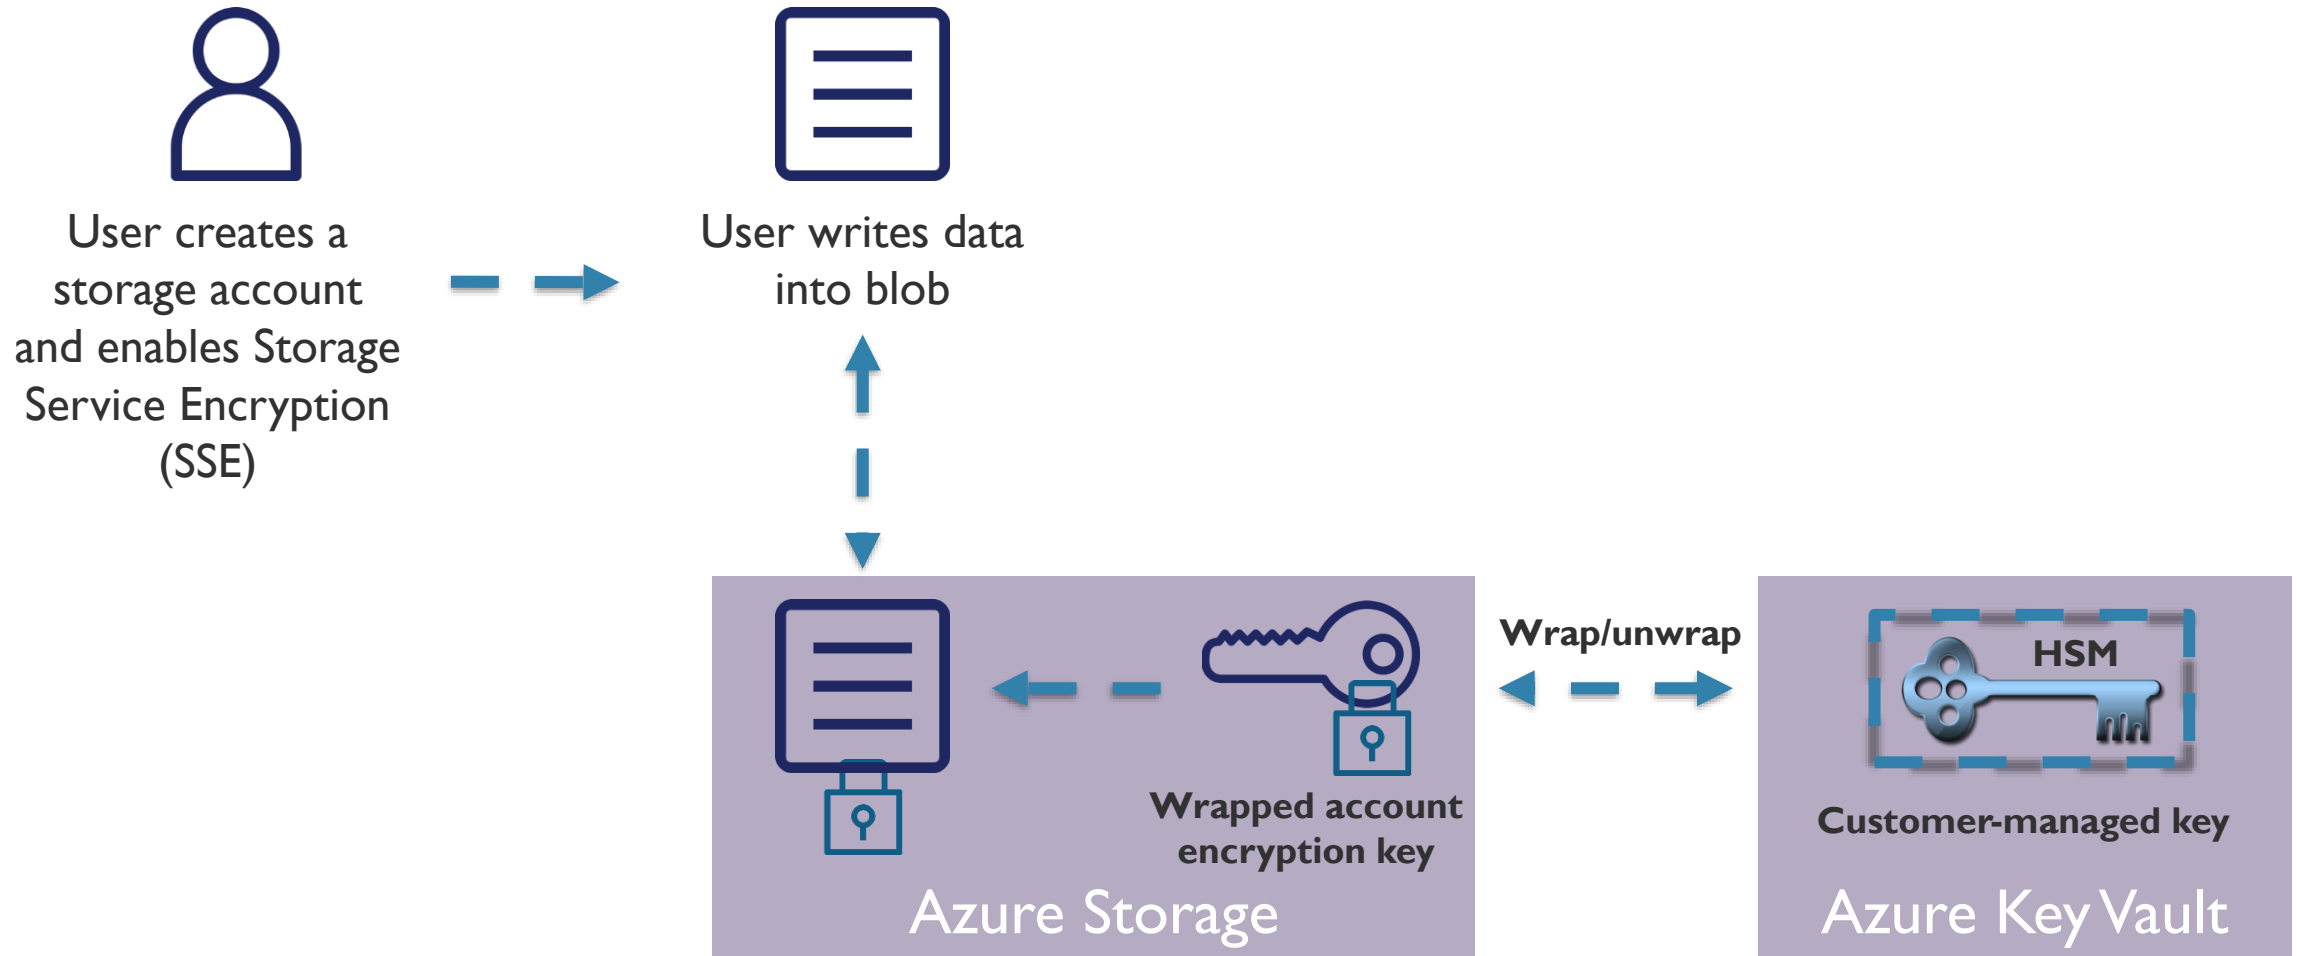 User creates a
storage account
and enables Storage
Service Encryption
(SSE)
User writes data
into blob
Wrap/unwrap
HSM
Wrapped account
encryption key
Customer-managed key
Azure Storage
Azure Key Vault